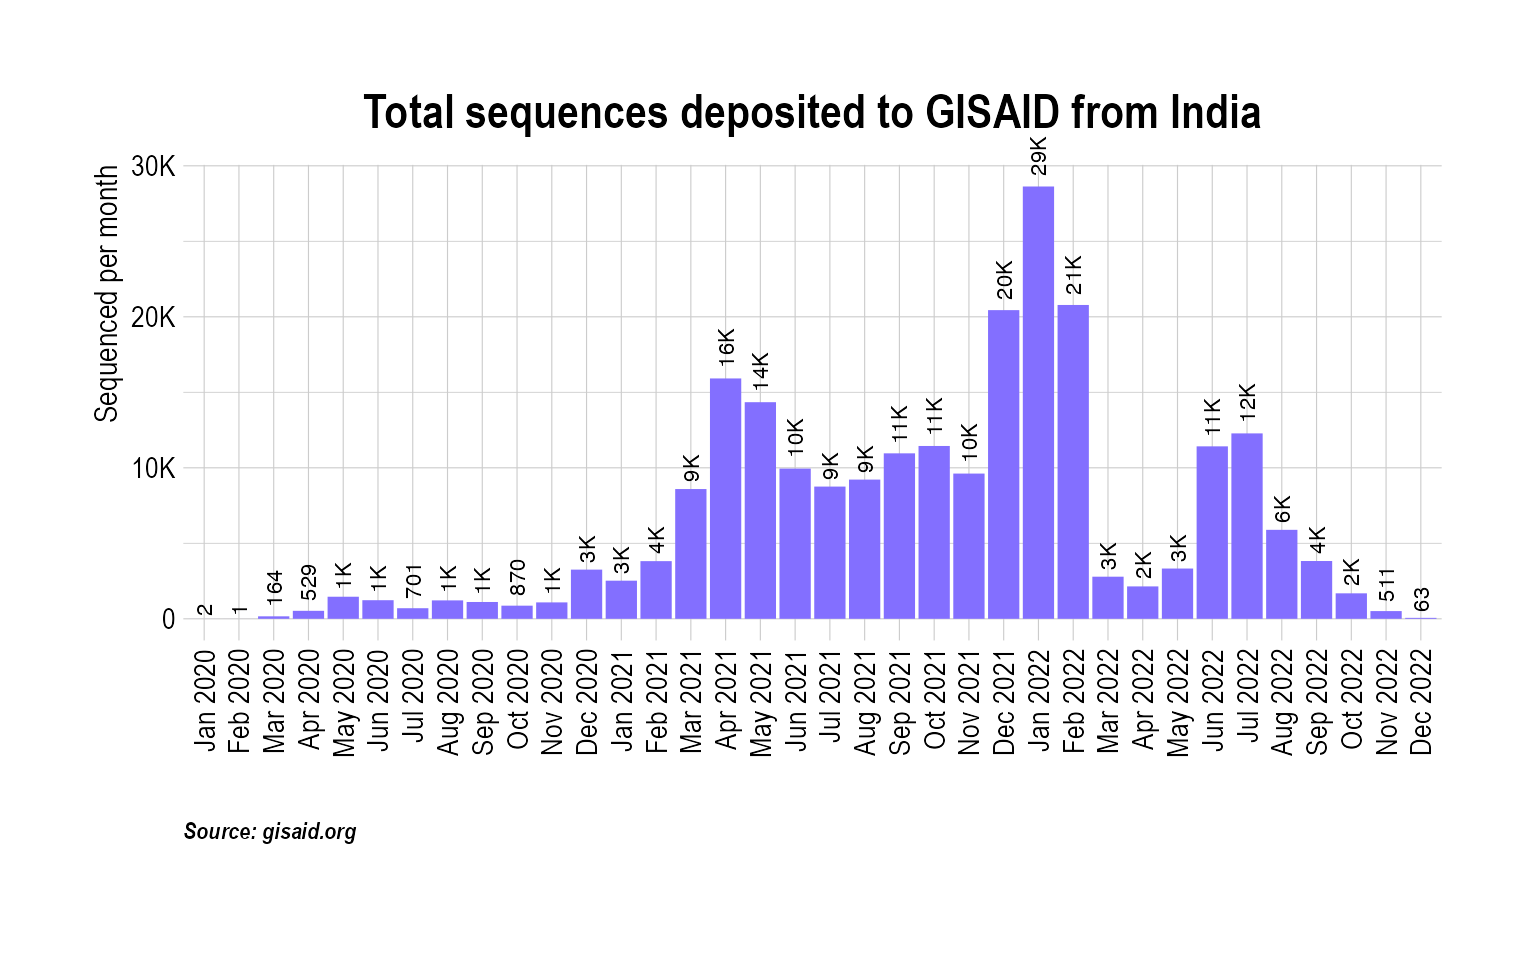 Total sequences deposited to GISAID from India
Sequenced per month
30K
20K
10K
0
2
1
164
529
1K
1K
701
1K
1K
870
1K
3K
3K
4K
9K
16K
14K
10K
9K
9K
11K
11K
10K
20K
29K
21K
3K
2K
3K
11K
12K
6K
4K
2K
511
63
Jan 2020
Feb 2020
Mar 2020
Apr 2020
May 2020
Jun 2020
Jul 2020
Aug 2020
Sep 2020
Oct 2020
Nov 2020
Dec 2020
Jan 2021
Feb 2021
Mar 2021
Apr 2021
May 2021
Jun 2021
Jul 2021
Aug 2021
Sep 2021
Oct 2021
Nov 2021
Dec 2021
Jan 2022
Feb 2022
Mar 2022
Apr 2022
May 2022
Jun 2022
Jul 2022
Aug 2022
Sep 2022
Oct 2022
Nov 2022
Dec 2022
Source: gisaid.org